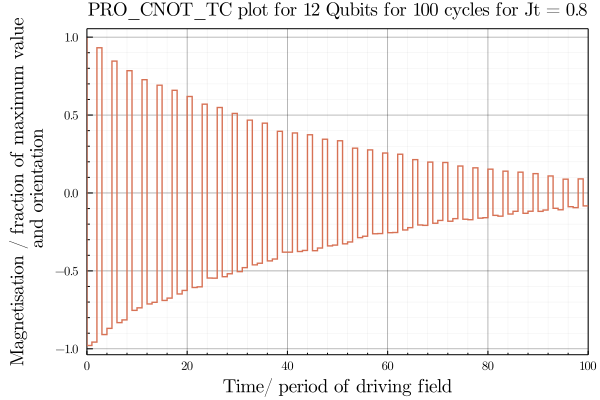 PRO_CNOT_TC plot for 12 Qubits for 100 cycles for Jt = 0.8
Magnetisation / fraction of maximum value
and orientation
1.0
0.5
0.0
−0.5
−1.0
0 20 40 60 80 100
Time/ period of driving field